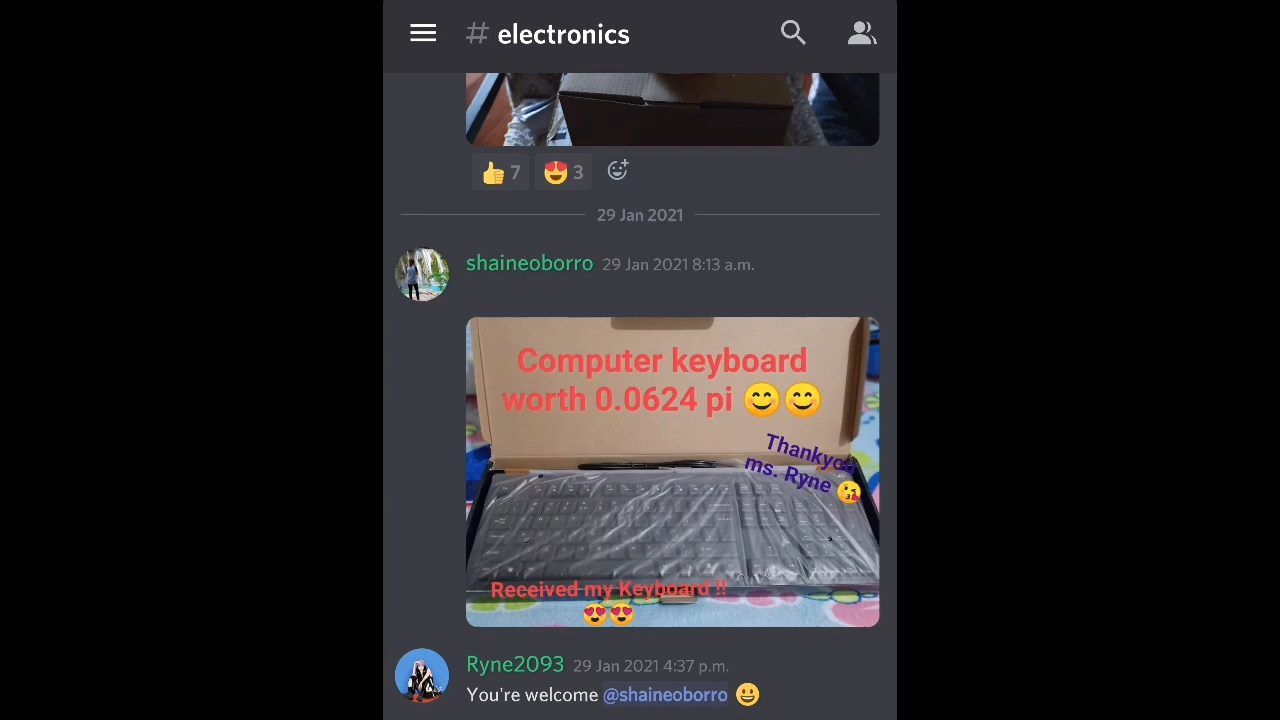 # electronics
7 3
29 Jan 2021
shaineoborro 29 Jan 2021 8:13 a.m.
Computer keyboard
worth 0.0624 pi 😊😊
Thankyou
ms. Ryne 😘
Received my Keyboard !!
😍😍
Ryne2093 29 Jan 2021 4:37 p.m.
You're welcome @shaineoborro 😀